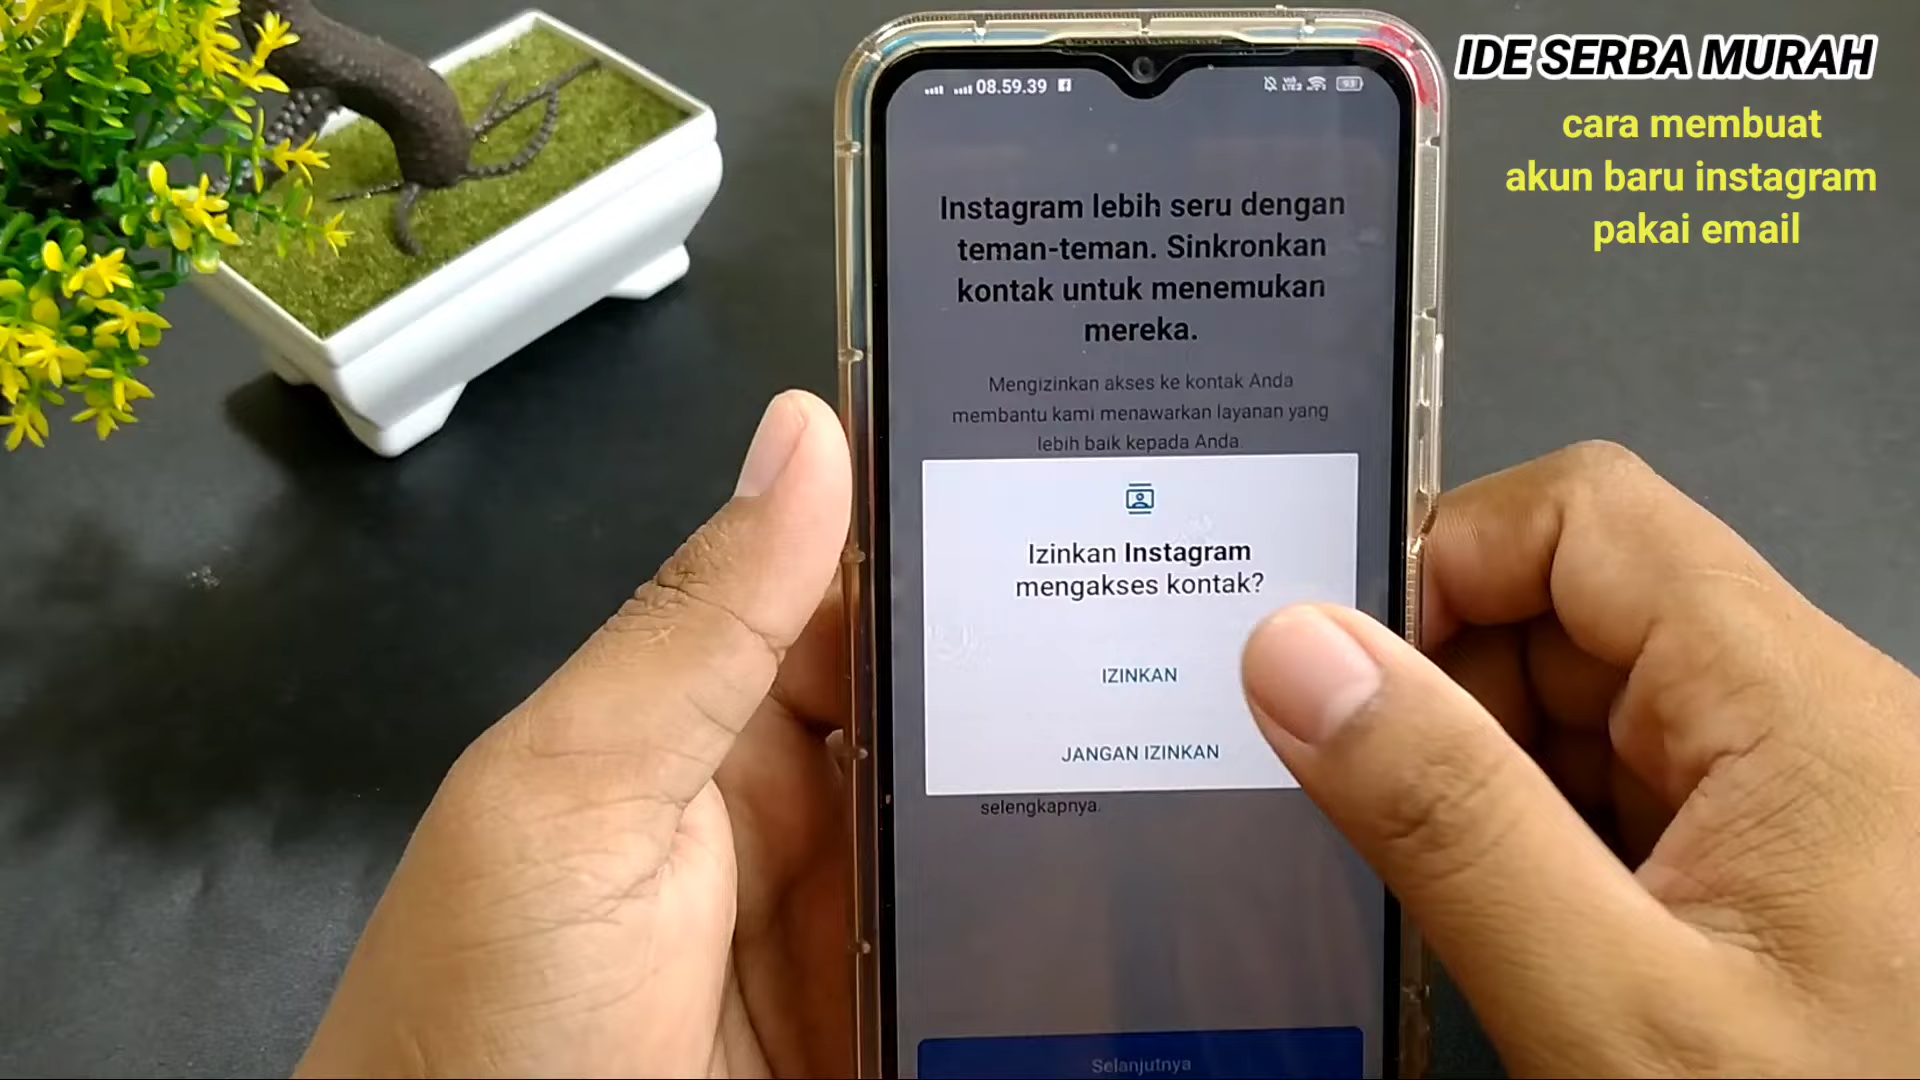 IDE SERBA MURAH
cara membuat
akun baru instagram
pakai email
08.59.39
93
Instagram lebih seru dengan
teman-teman. Sinkronkan
kontak untuk menemukan
mereka.
Mengizinkan akses ke kontak Anda
membantu kami menawarkan layanan yang
lebih baik kepada Anda.
Izinkan Instagram
mengakses kontak?
IZINKAN
JANGAN IZINKAN
selengkapnya.
Selanjutnya